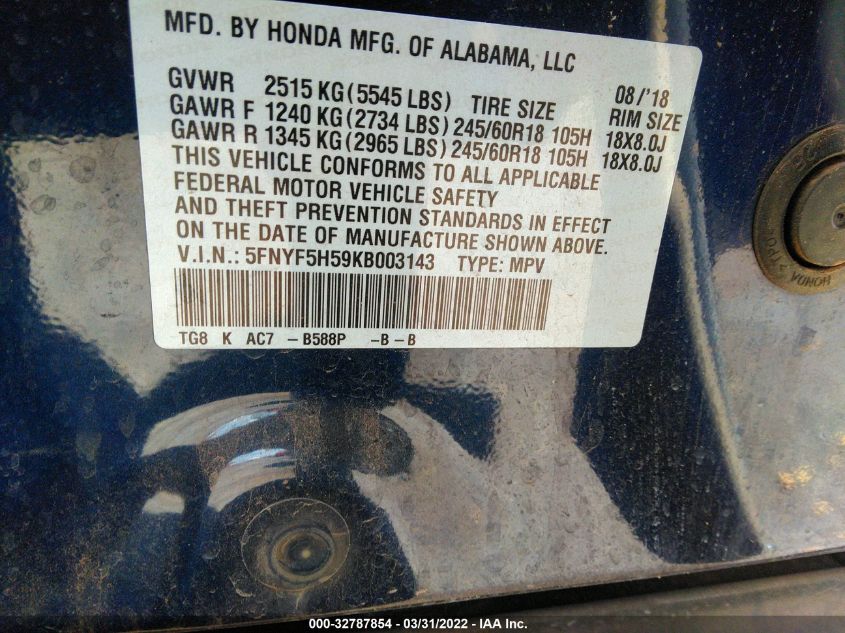 MFD. BY HONDA MFG. OF ALABAMA, LLC
GVWR 2515 KG (5545 LBS) TIRE SIZE 08/'18 RIM SIZE
GAWR F 1240 KG (2734 LBS) 245/60R18 105H 18X8.0J
GAWR R 1345 KG (2965 LBS) 245/60R18 105H 18X8.0J
THIS VEHICLE CONFORMS TO ALL APPLICABLE
FEDERAL MOTOR VEHICLE SAFETY
AND THEFT PREVENTION STANDARDS IN EFFECT
ON THE DATE OF MANUFACTURE SHOWN ABOVE.
V.I.N.: 5FNYF5H59KB003143 TYPE: MPV
TG8 K AC7 -B588P -B-B
HONDA
000-32787854 - 03/31/2022 - IAA Inc.